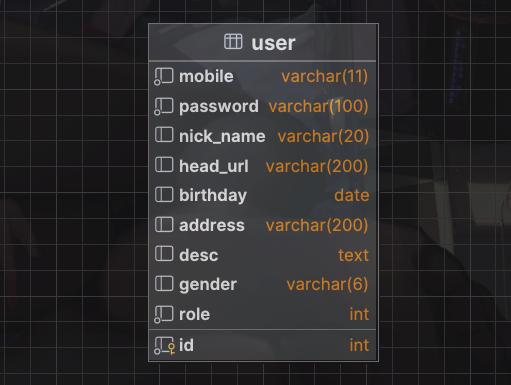 user
mobile varchar(11)
password varchar(100)
nick_name varchar(20)
head_url varchar(200)
birthday date
address varchar(200)
desc text
gender varchar(6)
role int
id int